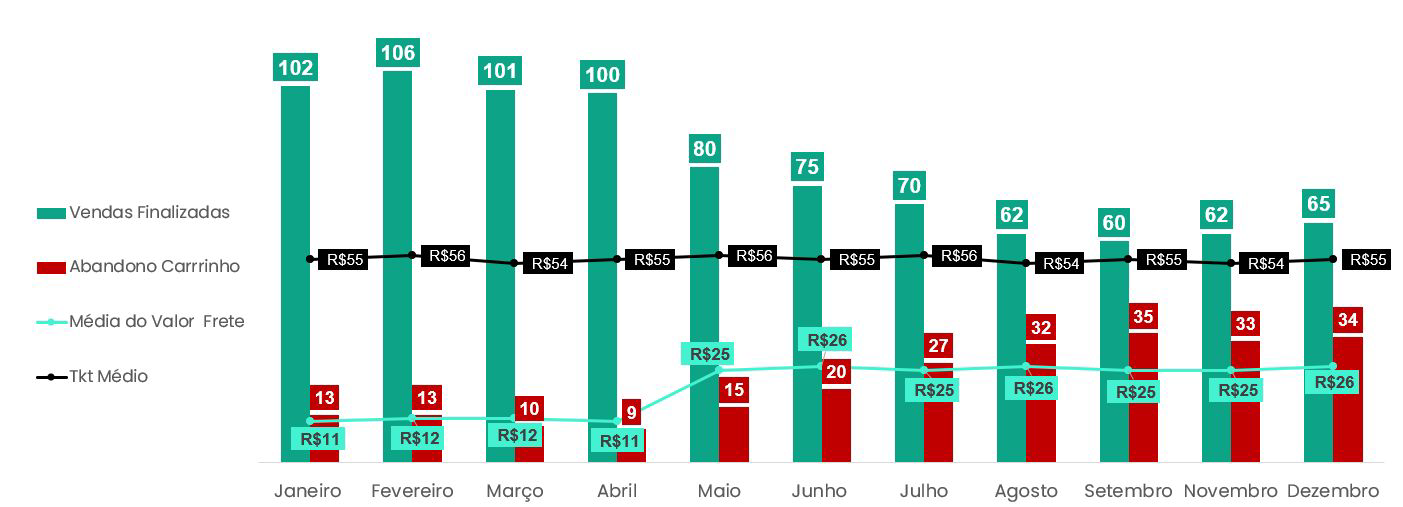 102
106
101
100
80
75
70
62
60
62
65
Vendas Finalizadas
Abandono Carrrinho
Média do Valor  Frete
Tkt Médio
R$55
R$56
R$54
R$55
R$56
R$55
R$56
R$54
R$55
R$54
R$55
13
13
10
9
15
20
27
32
35
33
34
R$11
R$12
R$12
R$11
R$25
R$26
R$25
R$26
R$25
R$25
R$26
Janeiro Fevereiro Março Abril Maio Junho Julho Agosto Setembro Novembro Dezembro